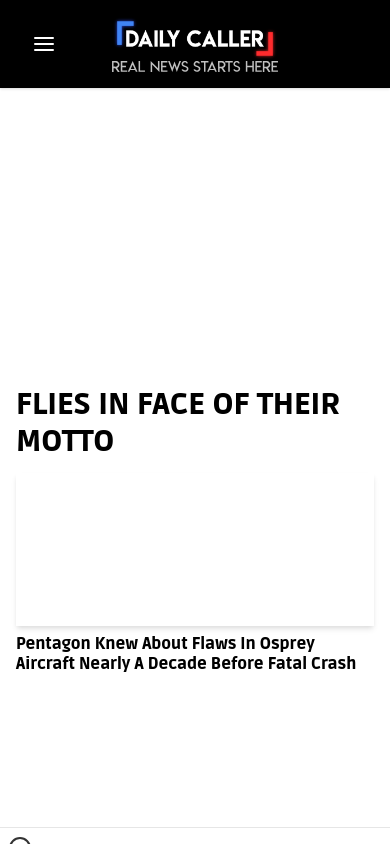 DAILY CALLER
REAL NEWS STARTS HERE
FLIES IN FACE OF THEIR
MOTTO
Pentagon Knew About Flaws In Osprey
Aircraft Nearly A Decade Before Fatal Crash